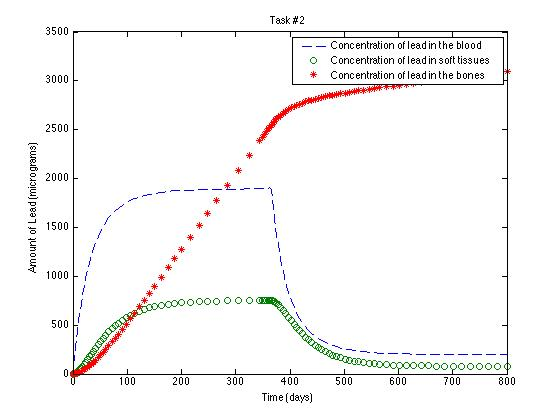 Task #2
Concentration of lead in the blood
Concentration of lead in soft tissues
Concentration of lead in the bones
Amount of Lead (micrograms)
3500
3000
2500
2000
1500
1000
500
0
0 100 200 300 400 500 600 700 800
Time (days)